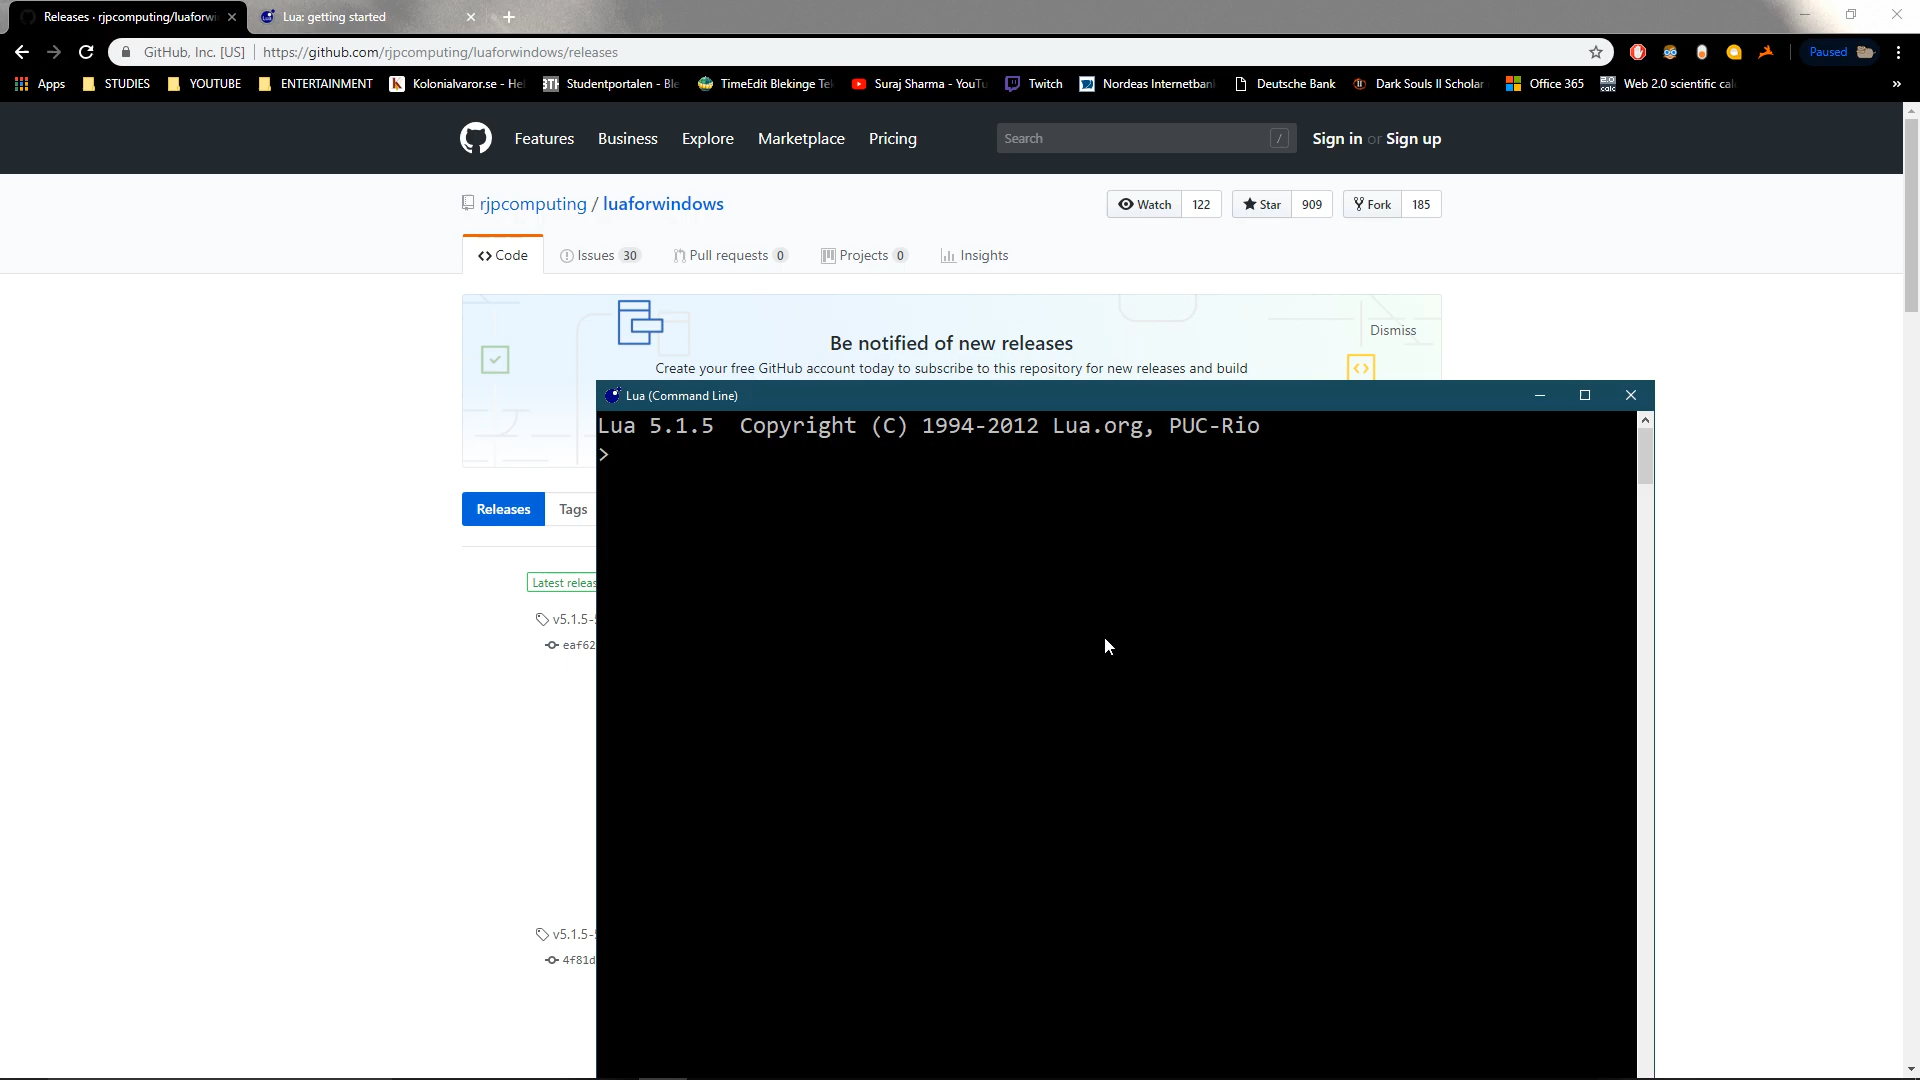 Releases · rjpcomputing/luaforwi
Lua: getting started
GitHub, Inc. [US] | https://github.com/rjpcomputing/luaforwindows/releases
Paused
Apps STUDIES YOUTUBE ENTERTAINMENT Kolonialvaror.se - He Studentportalen - Ble TimeEdit Blekinge Te Suraj Sharma - YouTu Twitch Nordeas Internetban Deutsche Bank Dark Souls II Scholar Office 365 Web 2.0 scientific calc »
Features Business Explore Marketplace Pricing Search / Sign in or Sign up
rjpcomputing / luaforwindows Watch 122 Star 909 Fork 185
Code Issues 30 Pull requests 0 Projects 0 Insights
Be notified of new releases
Dismiss
Create your free GitHub account today to subscribe to this repository for new releases and build
Lua (Command Line)
Lua 5.1.5 Copyright (C) 1994-2012 Lua.org, PUC-Rio
>
Releases Tags
Latest releas
v5.1.5-5
eaf62
v5.1.5-5
4f81d